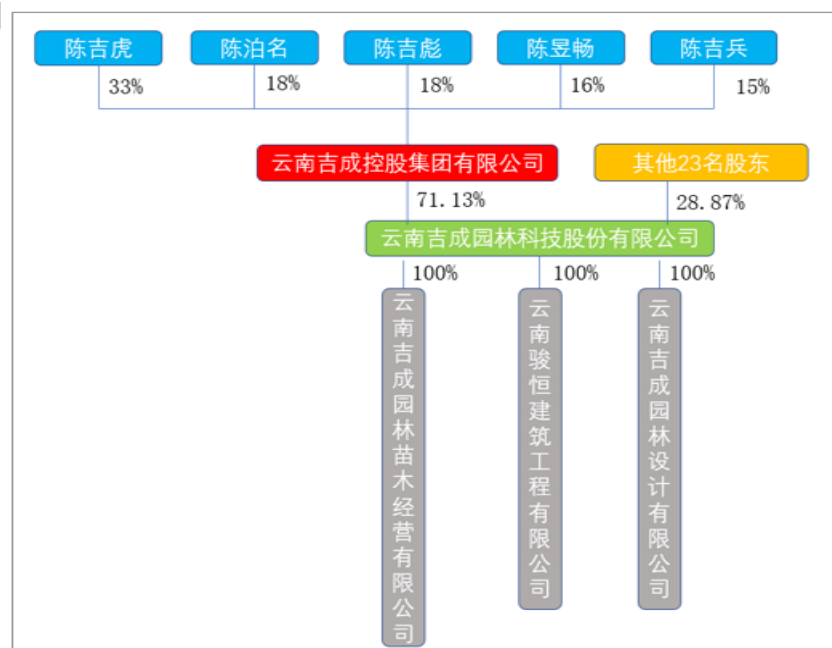 陈吉虎
陈泊名
陈吉彪
陈昱畅
陈吉兵
33%
18%
18%
16%
15%
云南吉成控股集团有限公司
其他23名股东
71.13%
28.87%
云南吉成园林科技股份有限公司
100%
100%
100%
云南吉成园林苗木经营有限公司
云南骏恒建筑工程有限公司
云南吉成园林设计有限公司